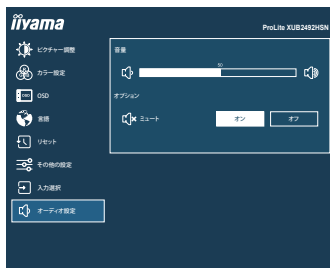 iiyama
ProLite XUB2492HSN
ピクチャー調整
カラー設定
OSD
言語
リセット
その他の設定
入力選択
オーディオ設定
音量
50
オプション
ミュート
オン
オフ